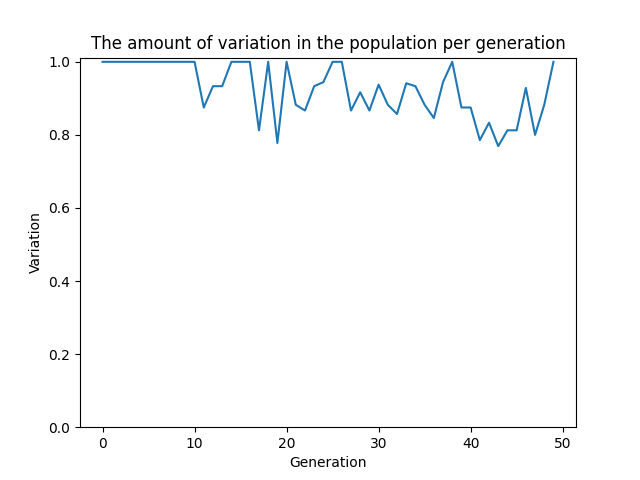 The amount of variation in the population per generation
1.0
0.8
0.6
0.4
0.2
0.0
Variation
0 10 20 30 40 50
Generation